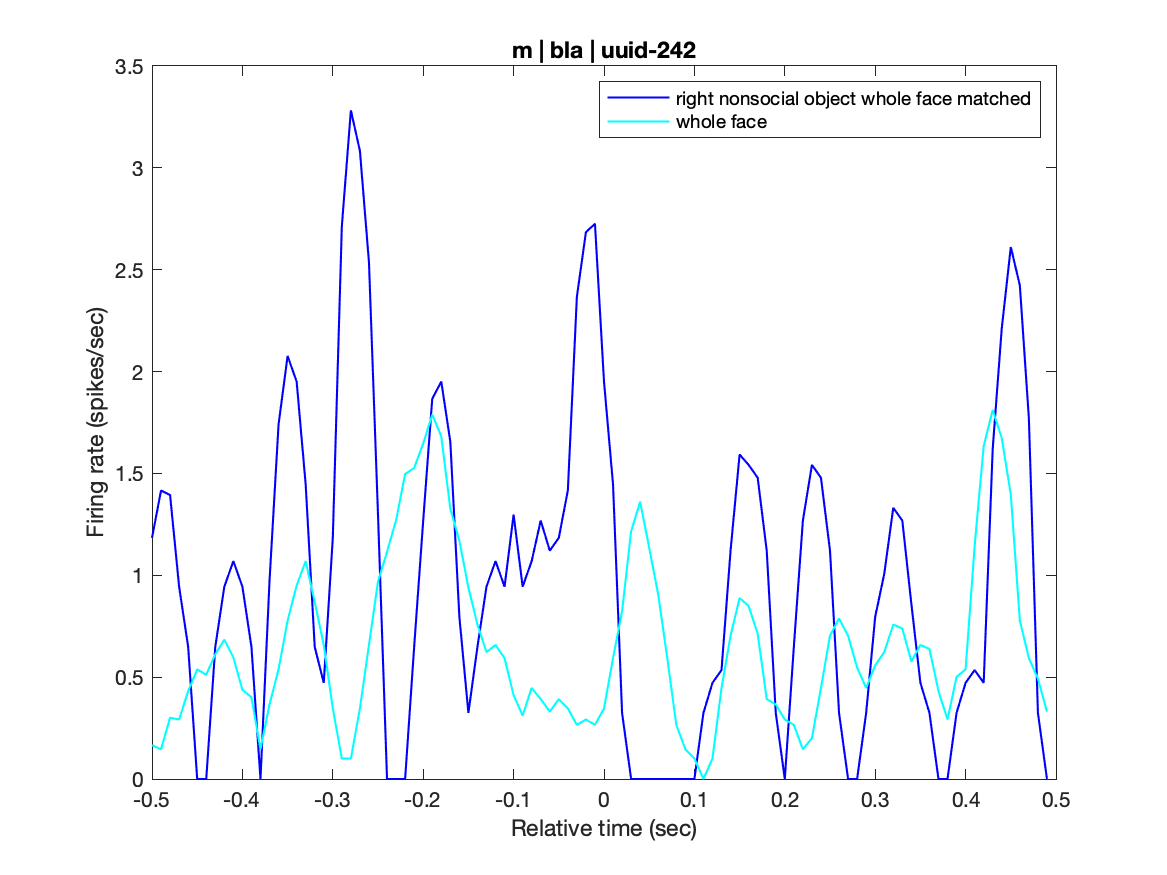 m | bla | uuid-242
right nonsocial object whole face matched
whole face
Firing rate (spikes/sec)
3.5
3
2.5
2
1.5
1
0.5
0
-0.5 -0.4 -0.3 -0.2 -0.1 0 0.1 0.2 0.3 0.4 0.5
Relative time (sec)